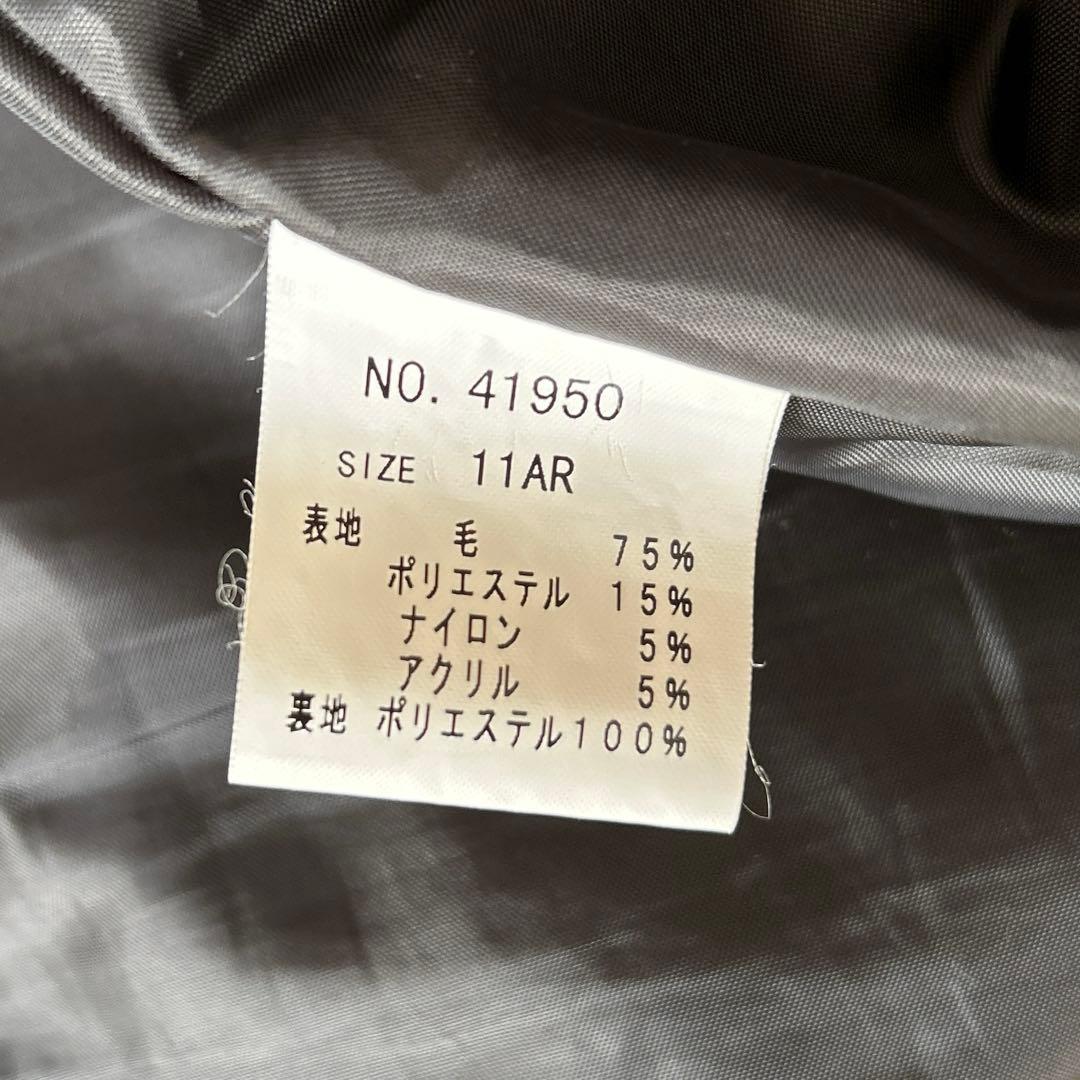 NO. 41950
SIZE 11AR
表地 毛 75%
ポリエステル 15%
ナイロン 5%
アクリル 5%
裏地 ポリエステル100%